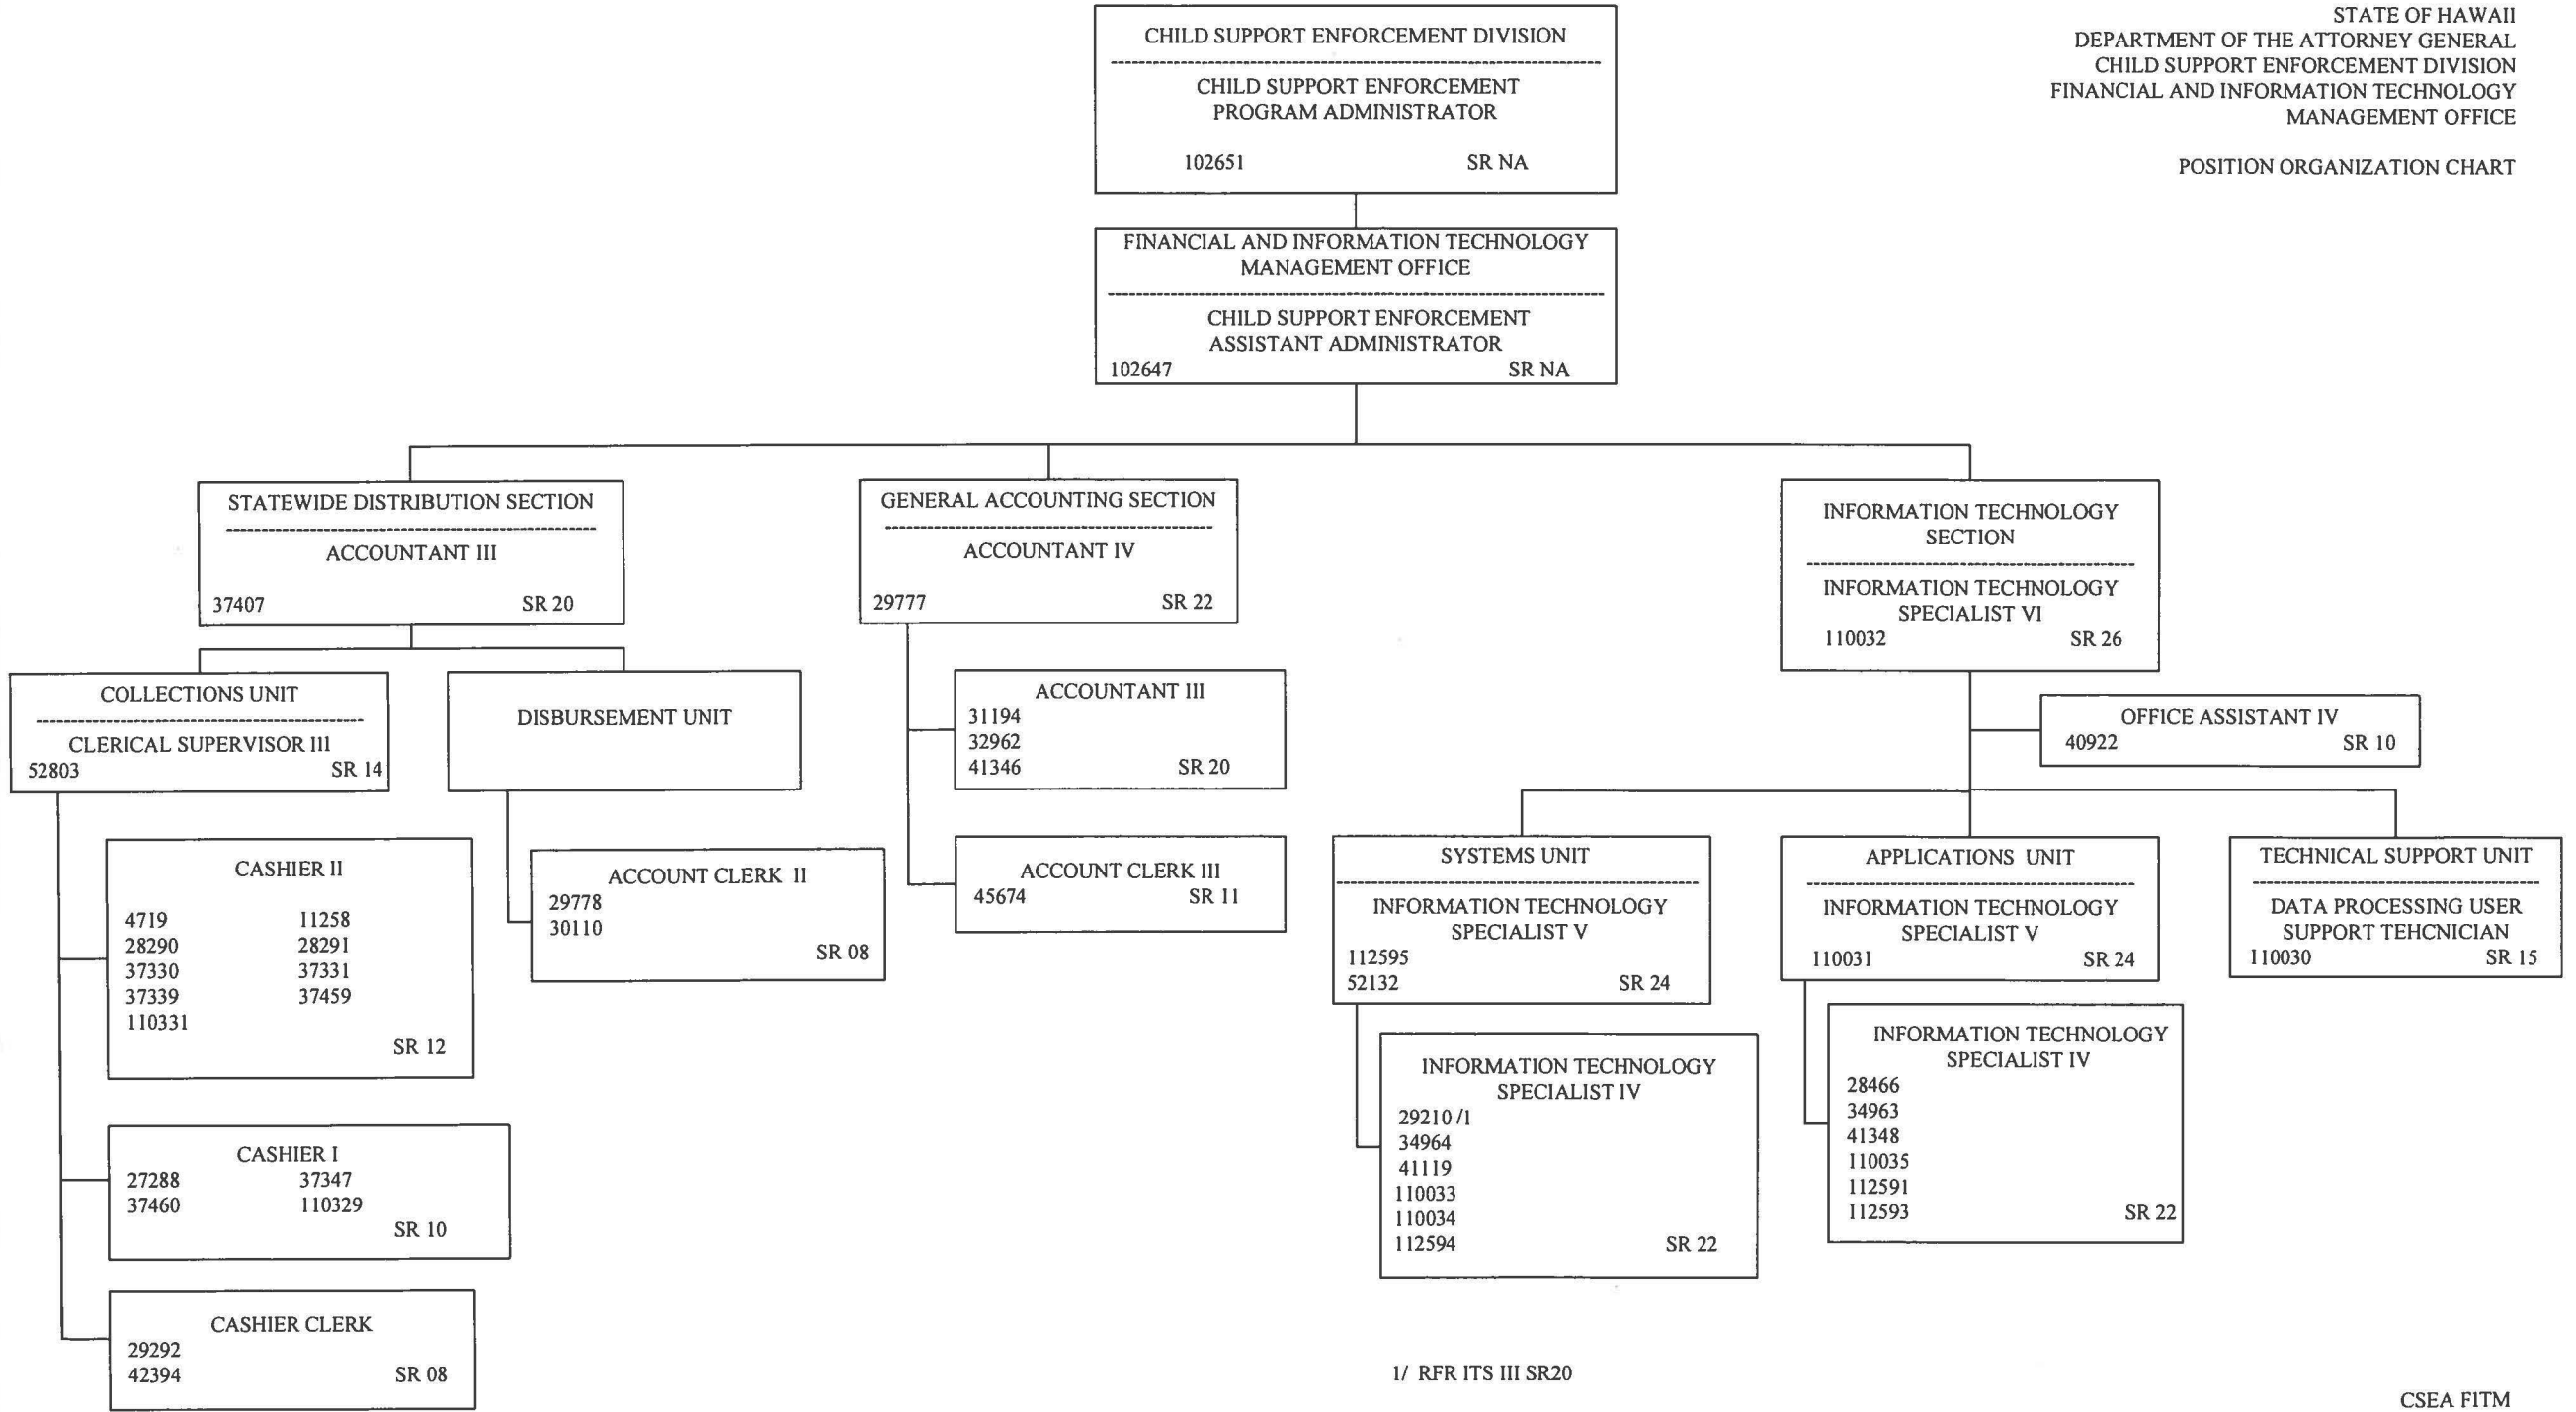 STATE OF HAWAII
DEPARTMENT OF THE ATTORNEY GENERAL
CHILD SUPPORT ENFORCEMENT DIVISION
FINANCIAL AND INFORMATION TECHNOLOGY
MANAGEMENT OFFICE
POSITION ORGANIZATION CHART
CHILD SUPPORT ENFORCEMENT DIVISION
CHILD SUPPORT ENFORCEMENT
PROGRAM ADMINISTRATOR
102651 SR NA
FINANCIAL AND INFORMATION TECHNOLOGY
MANAGEMENT OFFICE
CHILD SUPPORT ENFORCEMENT
ASSISTANT ADMINISTRATOR
102647 SR NA
STATEWIDE DISTRIBUTION SECTION
ACCOUNTANT III
37407 SR 20
COLLECTIONS UNIT
CLERICAL SUPERVISOR III
52803 SR 14
CASHIER II
4719 11258
28290 28291
37330 37331
37339 37459
110331
SR 12
CASHIER I
27288 37347
37460 110329
SR 10
CASHIER CLERK
29292
42394 SR 08
DISBURSEMENT UNIT
ACCOUNT CLERK II
29778
30110
SR 08
GENERAL ACCOUNTING SECTION
ACCOUNTANT IV
29777 SR 22
ACCOUNTANT III
31194
32962
41346 SR 20
ACCOUNT CLERK III
45674 SR 11
INFORMATION TECHNOLOGY
SECTION
INFORMATION TECHNOLOGY
SPECIALIST VI
110032 SR 26
OFFICE ASSISTANT IV
40922 SR 10
SYSTEMS UNIT
INFORMATION TECHNOLOGY
SPECIALIST V
112595
52132 SR 24
INFORMATION TECHNOLOGY
SPECIALIST IV
29210 /1
34964
41119
110033
110034
112594 SR 22
APPLICATIONS UNIT
INFORMATION TECHNOLOGY
SPECIALIST V
110031 SR 24
INFORMATION TECHNOLOGY
SPECIALIST IV
28466
34963
41348
110035
112591
112593 SR 22
TECHNICAL SUPPORT UNIT
DATA PROCESSING USER
SUPPORT TEHCNICIAN
110030 SR 15
1/ RFR ITS III SR20
CSEA FITM